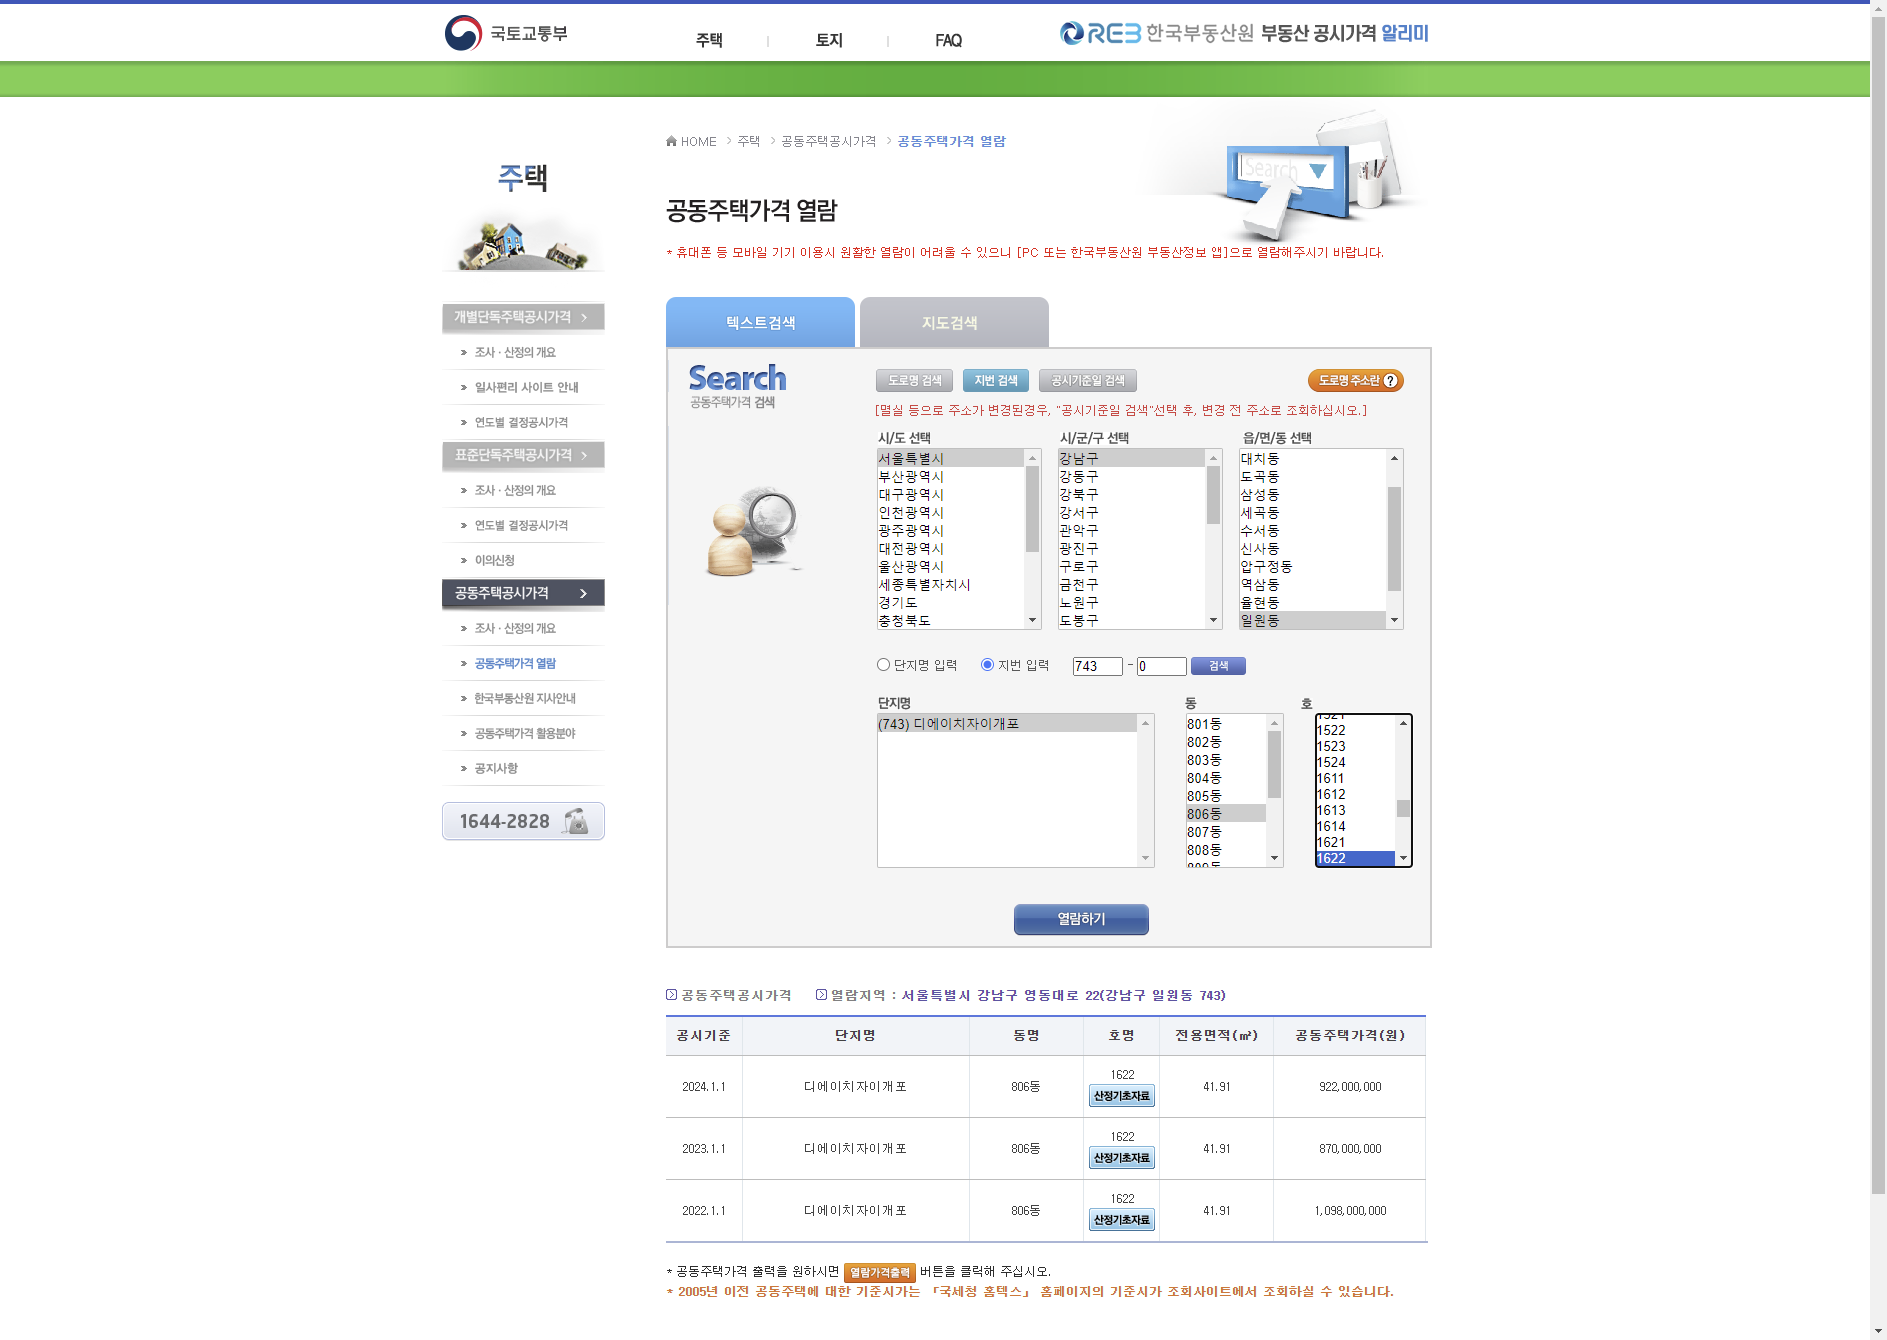 국토교통부
주택
토지
FAQ
REB 한국부동산원 부동산 공시가격 알리미
HOME > 주택 > 공동주택공시가격 > 공동주택가격 열람
Search
주택
공동주택가격 열람
* 휴대폰 등 모바일 기기 이용시 원활한 열람이 어려울 수 있으니 [PC 또는 한국부동산원 부동산정보 앱]으로 열람해주시기 바랍니다.
개별단독주택공시가격
조사 · 산정의 개요
일사편리 사이트 안내
연도별 결정공시가격
표준단독주택공시가격
조사 · 산정의 개요
연도별 결정공시가격
이의신청
공동주택공시가격
조사 · 산정의 개요
공동주택가격 열람
한국부동산원 지사안내
공동주택가격 활용분야
공지사항
1644-2828
텍스트검색
지도검색
Search
공동주택가격 검색
도로명 검색
지번 검색
공시기준일 검색
도로명 주소란 ?
[멸실 등으로 주소가 변경된경우, "공시기준일 검색"선택 후, 변경 전 주소로 조회하십시오.]
시/도 선택
서울특별시
부산광역시
대구광역시
인천광역시
광주광역시
대전광역시
울산광역시
세종특별자치시
경기도
충청북도
시/군/구 선택
강남구
강동구
강북구
강서구
관악구
광진구
구로구
금천구
노원구
도봉구
읍/면/동 선택
대치동
도곡동
삼성동
세곡동
수서동
신사동
압구정동
역삼동
율현동
일원동
단지명 입력
지번 입력
743 - 0
검색
단지명
(743) 디에이치자이개포
동
801동
802동
803동
804동
805동
806동
807동
808동
809동
호
1521
1522
1523
1524
1611
1612
1613
1614
1621
1622
열람하기
공동주택공시가격
열람지역 : 서울특별시 강남구 영동대로 22(강남구 일원동 743)
공시기준 단지명 동명 호명 전용면적(㎡) 공동주택가격(원)
2024.1.1 디에이치자이개포 806동 1622 산정기초자료 41.91 922,000,000
2023.1.1 디에이치자이개포 806동 1622 산정기초자료 41.91 870,000,000
2022.1.1 디에이치자이개포 806동 1622 산정기초자료 41.91 1,098,000,000
* 공동주택가격 출력을 원하시면 열람가격출력 버튼을 클릭해 주십시오.
* 2005년 이전 공동주택에 대한 기준시가는 「국세청 홈텍스」 홈페이지의 기준시가 조회사이트에서 조회하실 수 있습니다.